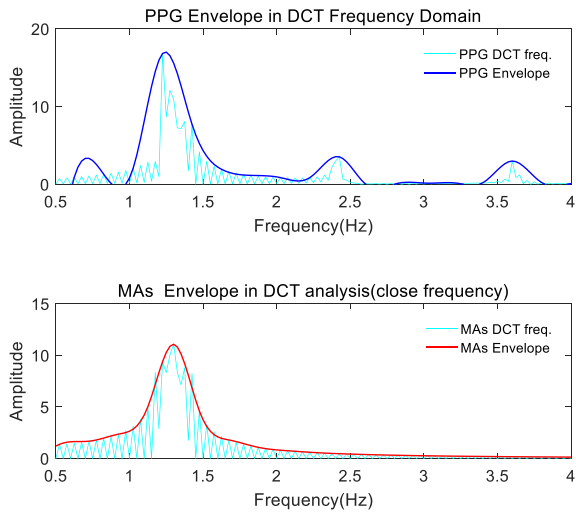 PPG Envelope in DCT Frequency Domain
20
10
0
Amplitude
PPG DCT freq.
PPG Envelope
0.5 1 1.5 2 2.5 3 3.5 4
Frequency(Hz)
MAs Envelope in DCT analysis(close frequency)
15
10
5
0
Amplitude
MAs DCT freq.
MAs Envelope
0.5 1 1.5 2 2.5 3 3.5 4
Frequency(Hz)